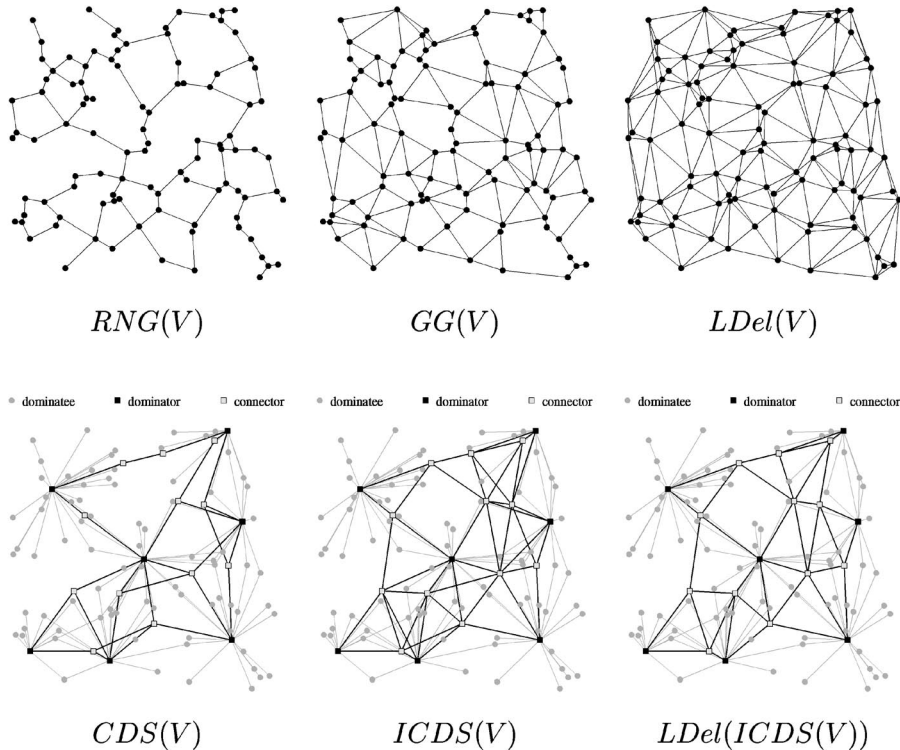 RNG(V) GG(V) LDel(V)
dominatee dominator connector dominatee dominator connector dominatee dominator connector
CDS(V) ICDS(V) LDel(ICDS(V))